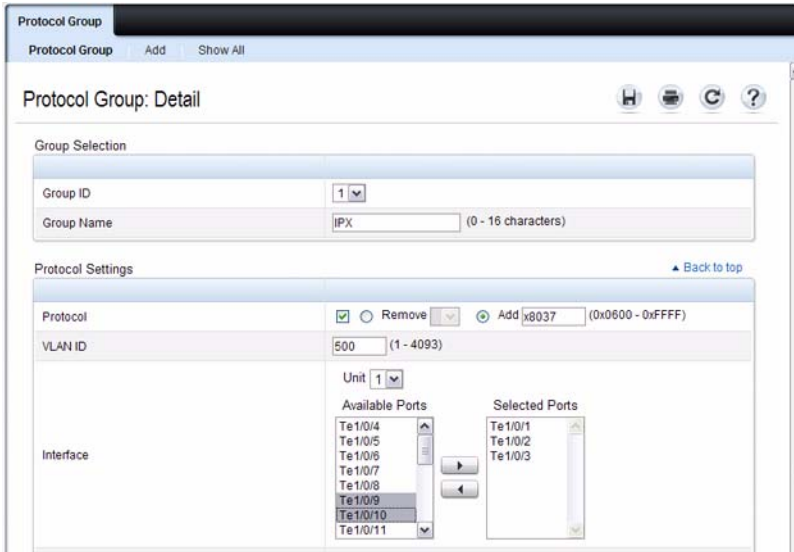 Protocol Group
Protocol Group Add Show All
Protocol Group: Detail
Group Selection
Group ID 1
Group Name IPX (0 - 16 characters)
Protocol Settings Back to top
Protocol Remove Add x8037 (0x0600 - 0xFFFF)
VLAN ID 500 (1 - 4093)
Unit 1
Available Ports Selected Ports
Te1/0/4 Te1/0/1
Te1/0/5 Te1/0/2
Interface Te1/0/6 Te1/0/3
Te1/0/7
Te1/0/8
Te1/0/9
Te1/0/10
Te1/0/11